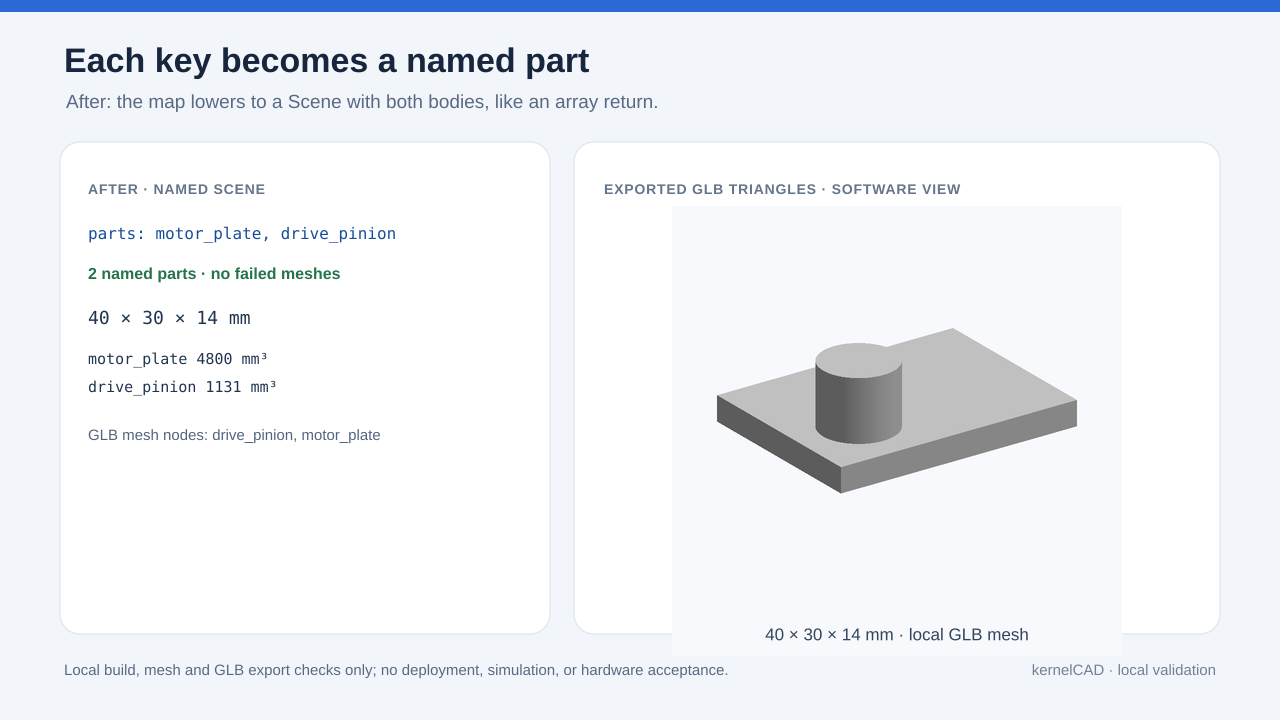 Each key becomes a named part
After: the map lowers to a Scene with both bodies, like an array return.
AFTER · NAMED SCENE
parts: motor_plate, drive_pinion
2 named parts · no failed meshes
40 × 30 × 14 mm
motor_plate 4800 mm³
drive_pinion 1131 mm³
GLB mesh nodes: drive_pinion, motor_plate
EXPORTED GLB TRIANGLES · SOFTWARE VIEW
40 × 30 × 14 mm · local GLB mesh
Local build, mesh and GLB export checks only; no deployment, simulation, or hardware acceptance.
kernelCAD · local validation